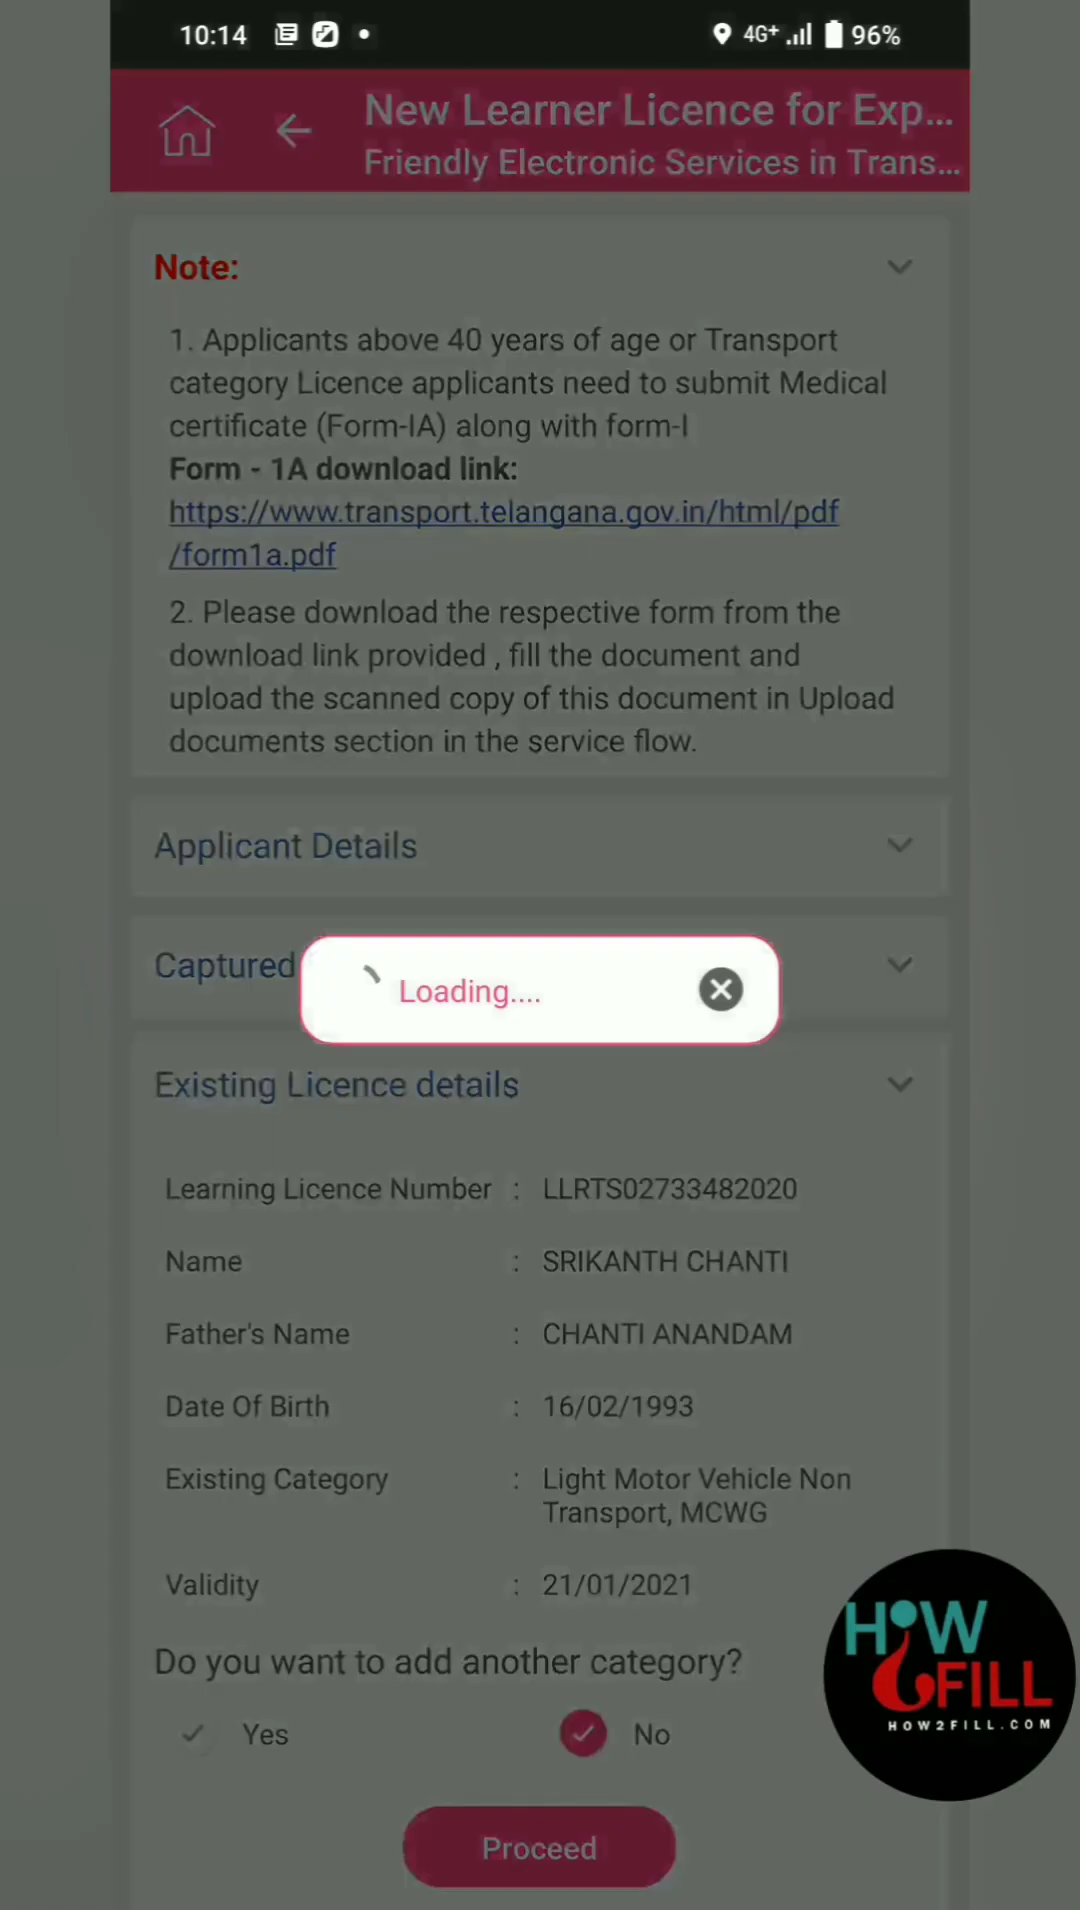 10:14
4G+
96%
New Learner Licence for Exp...
Friendly Electronic Services in Trans...
Note:
1. Applicants above 40 years of age or Transport
category Licence applicants need to submit Medical
certificate (Form-IA) along with form-I
Form - 1A download link:
https://www.transport.telangana.gov.in/html/pdf
/form1a.pdf
2. Please download the respective form from the
download link provided , fill the document and
upload the scanned copy of this document in Upload
documents section in the service flow.
Applicant Details
Captured
Loading....
Existing Licence details
Learning Licence Number : LLRTS02733482020
Name : SRIKANTH CHANTI
Father's Name : CHANTI ANANDAM
Date Of Birth : 16/02/1993
Existing Category : Light Motor Vehicle Non
Transport, MCWG
Validity : 21/01/2021
Do you want to add another category?
Yes
No
Proceed
HOW
2FILL
HOW2FILL.COM